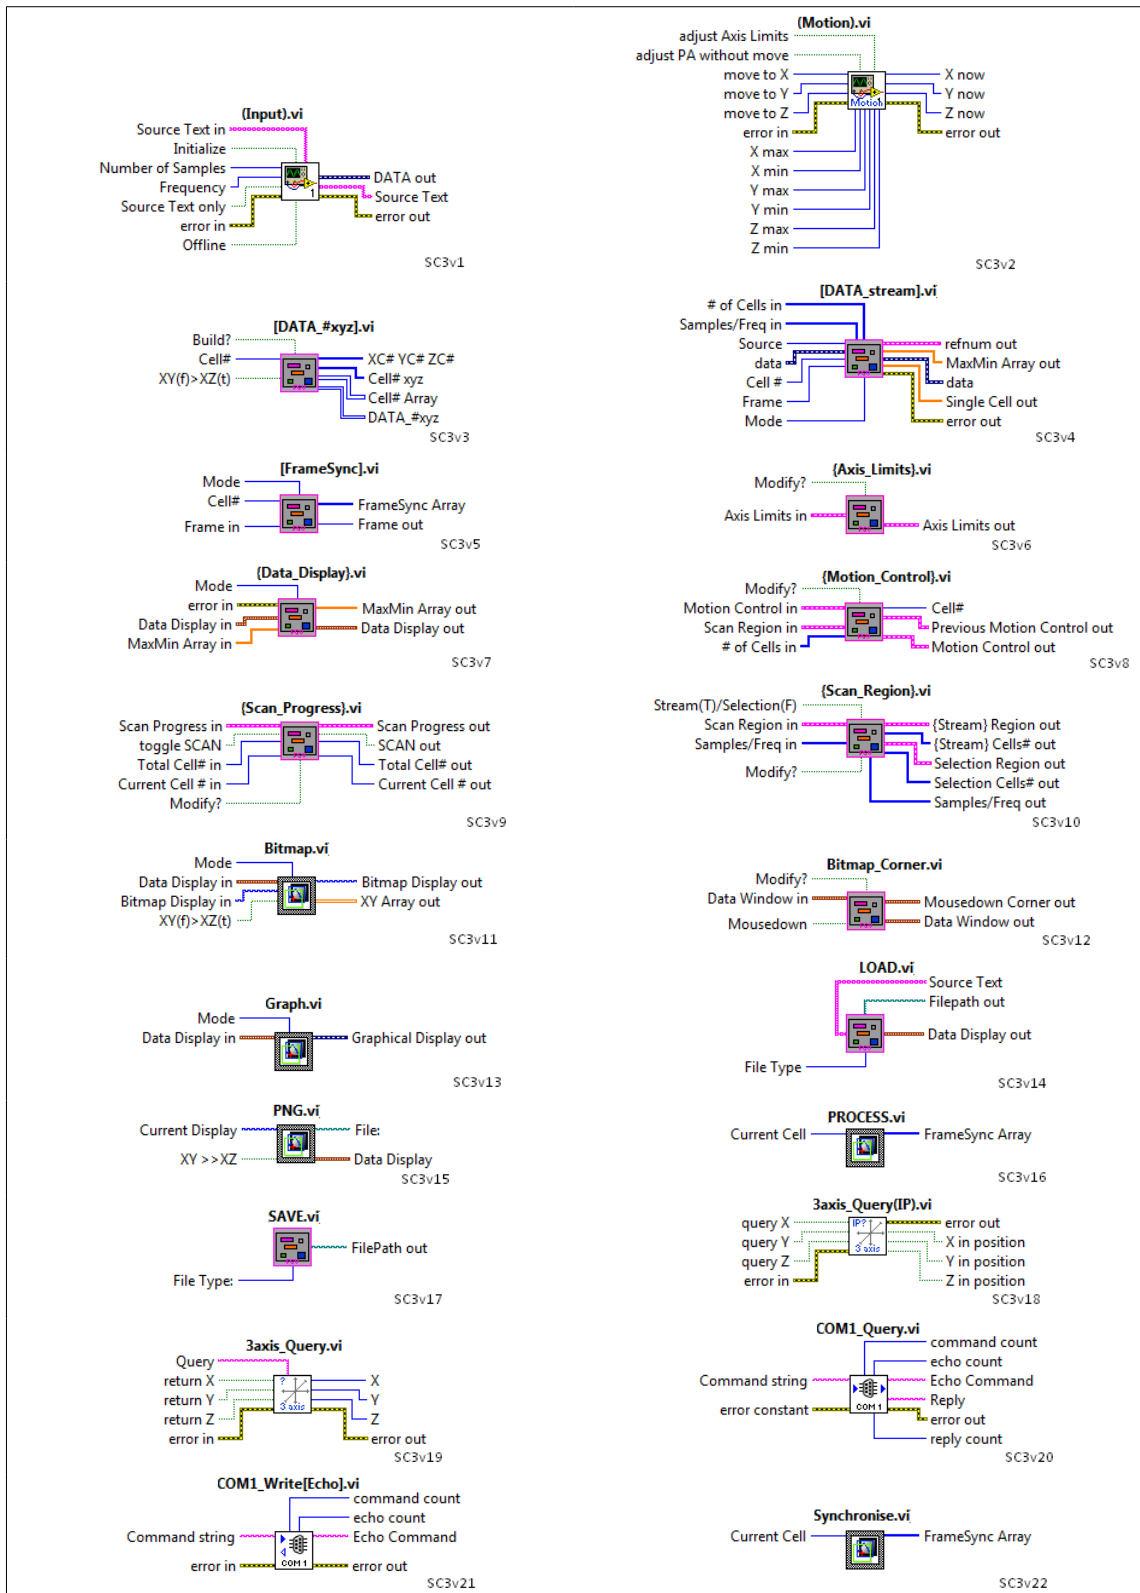 (Input).vi
Source Text in
Initialize
Number of Samples
Frequency
Source Text only
error in
Offline
1
DATA out
Source Text
error out
SC3v1
(Motion).vi
adjust Axis Limits
adjust PA without move
move to X
move to Y
move to Z
error in
X max
X min
Y max
Y min
Z max
Z min
Motion
X now
Y now
Z now
error out
SC3v2
[DATA_#xyz].vi
Build?
Cell#
XY(f)>XZ(t)
XC# YC# ZC#
Cell# xyz
Cell# Array
DATA_#xyz
SC3v3
[DATA_stream].vi
# of Cells in
Samples/Freq in
Source
data
Cell #
Frame
Mode
refnum out
MaxMin Array out
data
Single Cell out
error out
SC3v4
[FrameSync].vi
Mode
Cell#
Frame in
FrameSync Array
Frame out
SC3v5
{Axis_Limits}.vi
Modify?
Axis Limits in
Axis Limits out
SC3v6
{Data_Display}.vi
Mode
error in
Data Display in
MaxMin Array in
MaxMin Array out
Data Display out
SC3v7
{Motion_Control}.vi
Modify?
Motion Control in
Scan Region in
# of Cells in
Cell#
Previous Motion Control out
Motion Control out
SC3v8
{Scan_Progress}.vi
Scan Progress in
toggle SCAN
Total Cell# in
Current Cell # in
Modify?
Scan Progress out
SCAN out
Total Cell# out
Current Cell # out
SC3v9
{Scan_Region}.vi
Stream(T)/Selection(F)
Scan Region in
Samples/Freq in
Modify?
{Stream} Region out
{Stream} Cells# out
Selection Region out
Selection Cells# out
Samples/Freq out
SC3v10
Bitmap.vi
Mode
Data Display in
Bitmap Display in
XY(f)>XZ(t)
Bitmap Display out
XY Array out
SC3v11
Bitmap_Corner.vi
Modify?
Data Window in
Mousedown
Mousedown Corner out
Data Window out
SC3v12
Graph.vi
Mode
Data Display in
Graphical Display out
SC3v13
LOAD.vi
Source Text
Filepath out
Data Display out
File Type
SC3v14
PNG.vi
Current Display
XY >>XZ
File:
Data Display
SC3v15
PROCESS.vi
Current Cell
FrameSync Array
SC3v16
SAVE.vi
FilePath out
File Type:
SC3v17
3axis_Query(IP).vi
query X
query Y
query Z
error in
IP?
3 axis
error out
X in position
Y in position
Z in position
SC3v18
3axis_Query.vi
Query
return X
return Y
return Z
error in
?
3 axis
X
Y
Z
error out
SC3v19
COM1_Query.vi
command count
echo count
Command string
error constant
COM 1
Echo Command
Reply
error out
reply count
SC3v20
COM1_Write[Echo].vi
command count
echo count
Command string
error in
COM 1
Echo Command
error out
SC3v21
Synchronise.vi
Current Cell
FrameSync Array
SC3v22